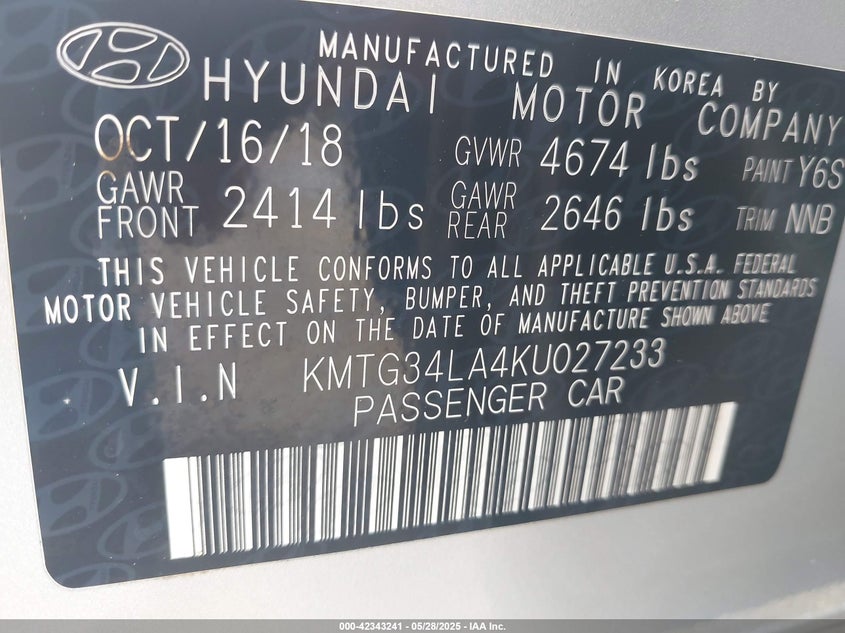 MANUFACTURED IN KOREA BY
HYUNDAI MOTOR COMPANY
OCT/16/18 GVWR 4674 lbs PAINT Y6S
GAWR FRONT 2414 lbs GAWR REAR 2646 lbs TRIM NNB
THIS VEHICLE CONFORMS TO ALL APPLICABLE U.S.A. FEDERAL
MOTOR VEHICLE SAFETY, BUMPER, AND THEFT PREVENTION STANDARDS
IN EFFECT ON THE DATE OF MANUFACTURE SHOWN ABOVE
V.I.N KMTG34LA4KU027233
PASSENGER CAR
000-42343241 - 05/28/2025 - IAA Inc.